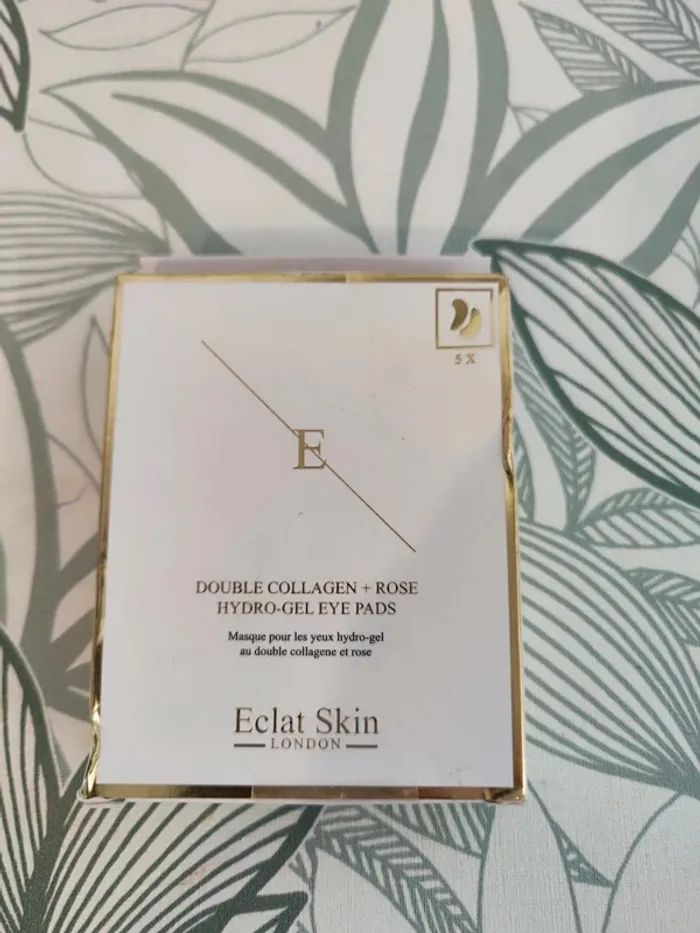 5 X
E
DOUBLE COLLAGEN + ROSE
HYDRO-GEL EYE PADS
Masque pour les yeux hydro-gel
au double collagene et rose
Eclat Skin
LONDON